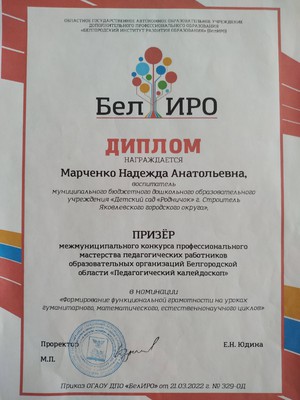 ОБЛАСТНОЕ ГОСУДАРСТВЕННОЕ АВТОНОМНОЕ ОБРАЗОВАТЕЛЬНОЕ УЧРЕЖДЕНИЕ
ДОПОЛНИТЕЛЬНОГО ПРОФЕССИОНАЛЬНОГО ОБРАЗОВАНИЯ
«БЕЛГОРОДСКИЙ ИНСТИТУТ РАЗВИТИЯ ОБРАЗОВАНИЯ»
БелИРО
ДИПЛОМ
НАГРАЖДАЕТСЯ
Марченко Надежда Анатольевна,
воспитатель
муниципального бюджетного дошкольного образовательного
учреждения «Детский сад «Родничок» г. Строитель
Яковлевского городского округа»,
ПРИЗЁР
межмуниципального конкурса профессионального
мастерства педагогических работников
образовательных организаций Белгородской
области «Педагогический калейдоскоп»
в номинации
«Формирование функциональной грамотности на уроках
гуманитарного, математического, естественнонаучного циклов»
Проректор Е.Н. Юдина
М.П.
Приказ ОГАОУ ДПО «БелИРО» от 21.03.2022 г. № 329-ОД